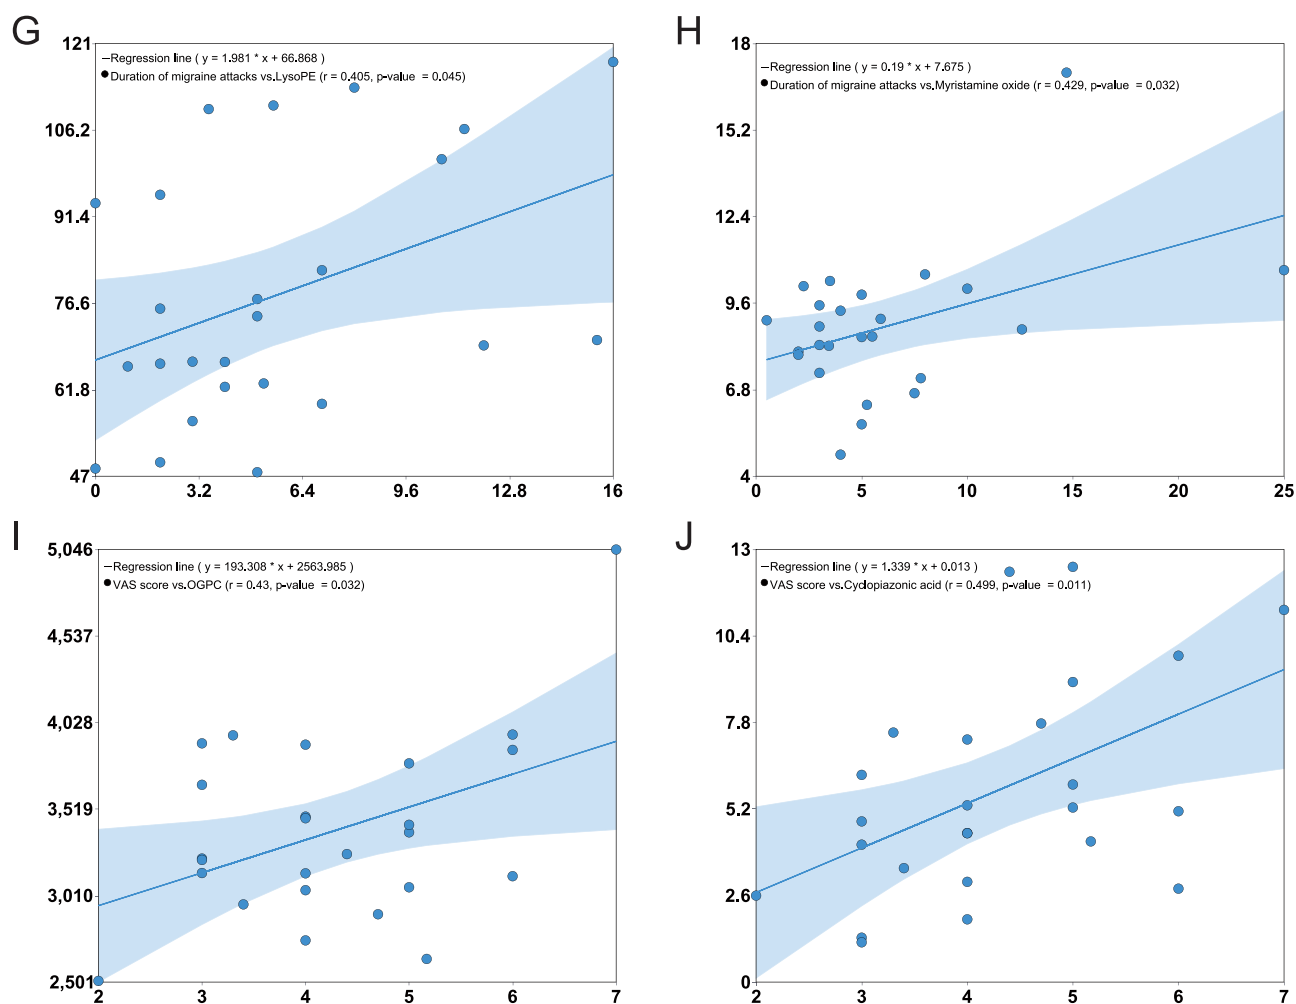 G
121
Regression line ( y = 1.981 * x + 66.868 )
Duration of migraine attacks vs.LysoPE (r = 0.405, p-value = 0.045)
106.2
91.4
76.6
61.8
47
0 3.2 6.4 9.6 12.8 16
H
18
Regression line ( y = 0.19 * x + 7.675 )
Duration of migraine attacks vs.Myristamine oxide (r = 0.429, p-value = 0.032)
15.2
12.4
9.6
6.8
4
0 5 10 15 20 25
I
5,046
Regression line ( y = 193.308 * x + 2563.985 )
VAS score vs.OGPC (r = 0.43, p-value = 0.032)
4,537
4,028
3,519
3,010
2,501
2 3 4 5 6 7
J
13
Regression line ( y = 1.339 * x + 0.013 )
VAS score vs.Cyclopiazonic acid (r = 0.499, p-value = 0.011)
10.4
7.8
5.2
2.6
0
2 3 4 5 6 7